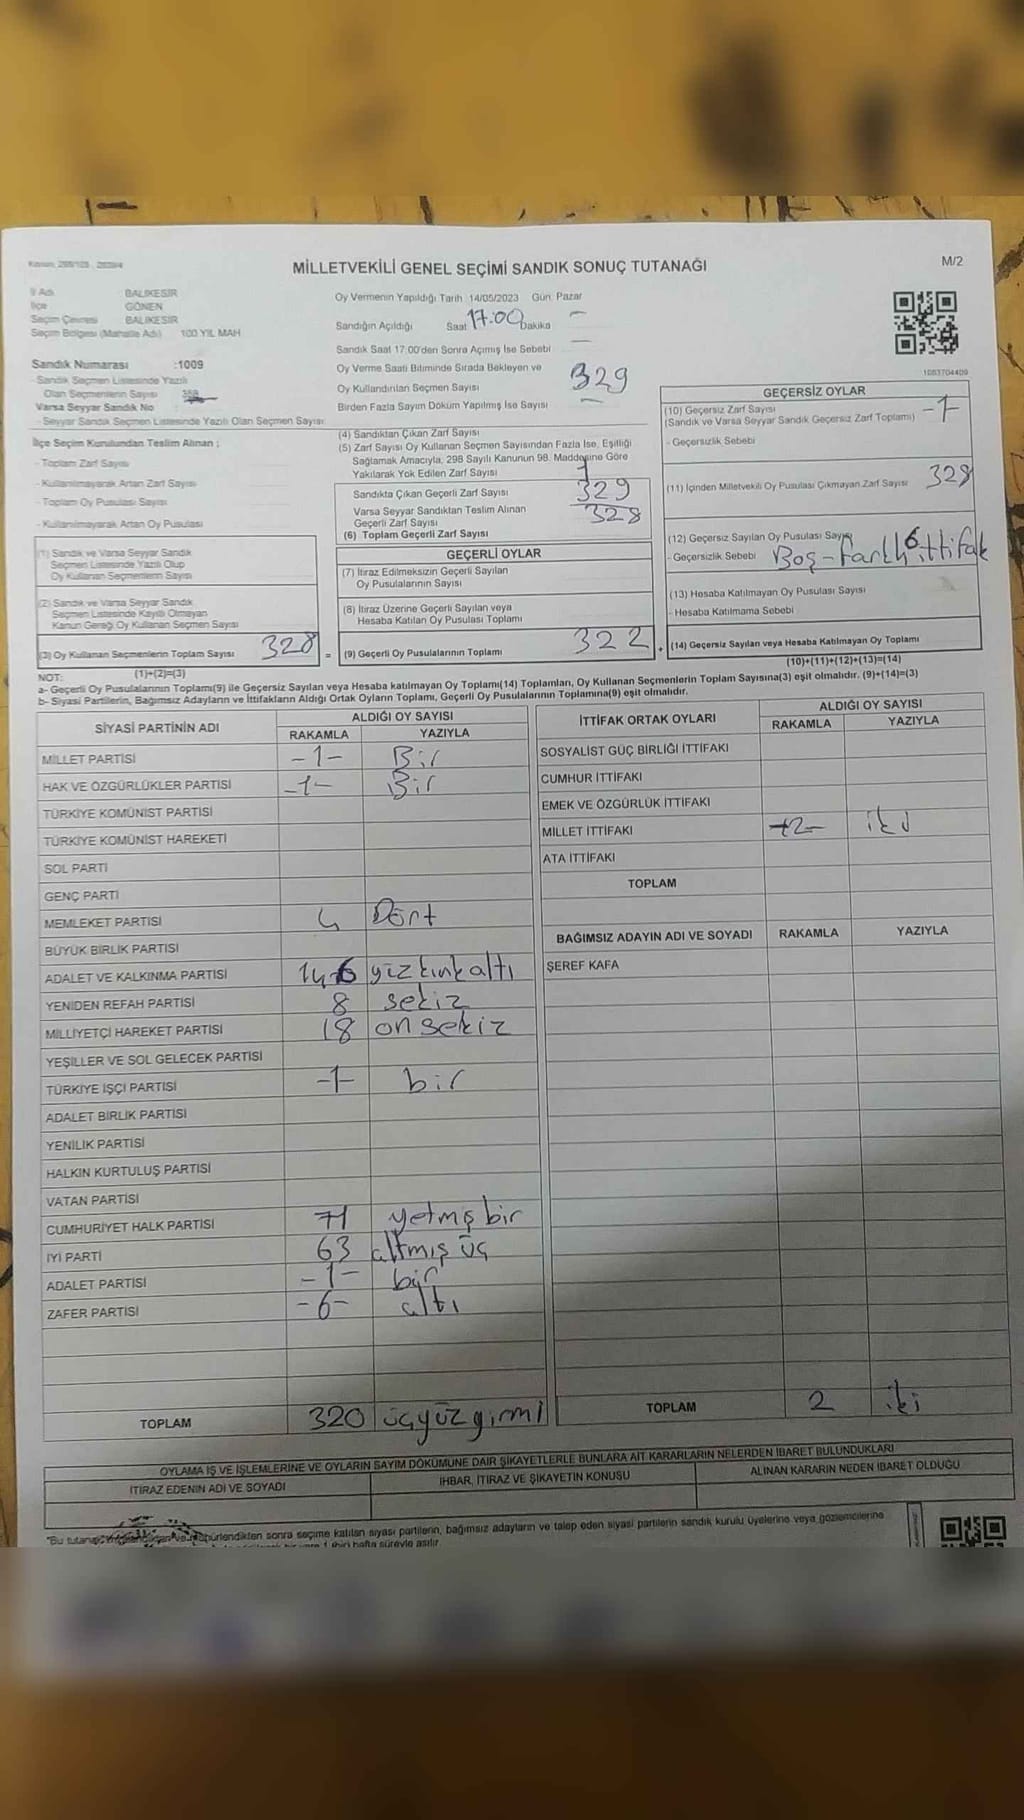 MİLLETVEKİLİ GENEL SEÇİMİ SANDIK SONUÇ TUTANAĞI
M/2
İl Adı : BALIKESİR
İlçe : GÖNEN
Seçim Çevresi : BALIKESİR
Seçim Bölgesi (Mahalle Adı) : 100 YIL MAH
Sandık Numarası :1009
- Sandık Seçmen Listesinde Yazılı
Olan Seçmenlerin Sayısı
Varsa Seyyar Sandık No
- Seyyar Sandık Seçmen Listesinde Yazılı Olan Seçmen Sayısı:
İlçe Seçim Kurulundan Teslim Alınan ;
- Toplam Zarf Sayısı
- Kullanılmayarak Artan Zarf Sayısı
- Toplam Oy Pusulası Sayısı
- Kullanılmayarak Artan Oy Pusulası
(1) Sandık ve Varsa Seyyar Sandık
Seçmen Listesinde Yazılı Olup
Oy Kullanan Seçmenlerin Sayısı
(2) Sandık ve Varsa Seyyar Sandık
Seçmen Listesinde Kayıtlı Olmayan
Kanun Gereği Oy Kullanan Seçmen Sayısı
(3) Oy Kullanan Seçmenlerin Toplam Sayısı 328 =
(1)+(2)=(3)
Oy Vermenin Yapıldığı Tarih 14/05/2023 Gün: Pazar
Sandığın Açıldığı Saat 17:00 Dakika —
Sandık Saat 17:00'den Sonra Açımış İse Sebebi —
Oy Verme Saati Bitiminde Sırada Bekleyen ve
Oy Kullandırılan Seçmen Sayısı 329
Birden Fazla Sayım Döküm Yapılmış İse Sayısı —
(4) Sandıktan Çıkan Zarf Sayısı
(5) Zarf Sayısı Oy Kullanan Seçmen Sayısından Fazla İse, Eşitliği
Sağlamak Amacıyla, 298 Sayılı Kanunun 98. Maddesine Göre
Yakılarak Yok Edilen Zarf Sayısı 1
Sandıkta Çıkan Geçerli Zarf Sayısı 329
Varsa Seyyar Sandıktan Teslim Alınan
Geçerli Zarf Sayısı 328
(6) Toplam Geçerli Zarf Sayısı
GEÇERLİ OYLAR
(7) İtiraz Edilmeksizin Geçerli Sayılan
Oy Pusulalarının Sayısı
(8) İtiraz Üzerine Geçerli Sayılan veya
Hesaba Katılan Oy Pusulası Toplamı
(9) Geçerli Oy Pusulalarının Toplamı 322 +
1083704409
GEÇERSİZ OYLAR
(10) Geçersiz Zarf Sayısı -1
(Sandık ve Varsa Seyyar Sandık Geçersiz Zarf Toplamı)
- Geçersizlik Sebebi
(11) İçinden Milletvekili Oy Pusulası Çıkmayan Zarf Sayısı 328
(12) Geçersiz Sayılan Oy Pusulası Sayısı 6
- Geçersizlik Sebebi Boş-Farklı ittifak
(13) Hesaba Katılmayan Oy Pusulası Sayısı
- Hesaba Katılmama Sebebi
(14) Geçersiz Sayılan veya Hesaba Katılmayan Oy Toplamı
(10)+(11)+(12)+(13)=(14)
NOT:
a- Geçerli Oy Pusulalarının Toplamı(9) ile Geçersiz Sayılan veya Hesaba katılmayan Oy Toplamı(14) Toplamları, Oy Kullanan Seçmenlerin Toplam Sayısına(3) eşit olmalıdır. (9)+(14)=(3)
b- Siyasi Partilerin, Bağımsız Adayların ve İttifakların Aldığı Ortak Oyların Toplamı, Geçerli Oy Pusulalarının Toplamına(9) eşit olmalıdır.
SİYASİ PARTİNİN ADI ALDIĞI OY SAYISI
RAKAMLA YAZIYLA
MİLLET PARTİSİ -1- Bir
HAK VE ÖZGÜRLÜKLER PARTİSİ -1- Bir
TÜRKİYE KOMÜNİST PARTİSİ
TÜRKİYE KOMÜNİST HAREKETİ
SOL PARTİ
GENÇ PARTİ
MEMLEKET PARTİSİ 4 Dört
BÜYÜK BİRLİK PARTİSİ
ADALET VE KALKINMA PARTİSİ 146 yüzkırkaltı
YENİDEN REFAH PARTİSİ 8 sekiz
MİLLİYETÇİ HAREKET PARTİSİ 18 onsekiz
YEŞİLLER VE SOL GELECEK PARTİSİ
TÜRKİYE İŞÇİ PARTİSİ -1- bir
ADALET BİRLİK PARTİSİ
YENİLİK PARTİSİ
HALKIN KURTULUŞ PARTİSİ
VATAN PARTİSİ
CUMHURİYET HALK PARTİSİ 71 yetmiş bir
İYİ PARTİ 63 altmış üç
ADALET PARTİSİ -1- bir
ZAFER PARTİSİ -6- altı
TOPLAM 320 üçyüzyirmi
İTTİFAK ORTAK OYLARI ALDIĞI OY SAYISI
RAKAMLA YAZIYLA
SOSYALİST GÜÇ BİRLİĞİ İTTİFAKI
CUMHUR İTTİFAKI
EMEK VE ÖZGÜRLÜK İTTİFAKI
MİLLET İTTİFAKI -2- iki
ATA İTTİFAKI
TOPLAM
BAĞIMSIZ ADAYIN ADI VE SOYADI RAKAMLA YAZIYLA
ŞEREF KAFA
TOPLAM 2 iki
OYLAMA İŞ VE İŞLEMLERİNE VE OYLARIN SAYIM DÖKÜMÜNE DAİR ŞİKAYETLERLE BUNLARA AİT KARARLARIN NELERDEN İBARET BULUNDUKLARI
İTİRAZ EDENİN ADI VE SOYADI İHBAR, İTİRAZ VE ŞİKAYETİN KONUSU ALINAN KARARIN NEDEN İBARET OLDUĞU
sonra seçime katılan siyasi partilerin, bağımsız adayların ve talep eden siyasi partilerin sandık kurulu üyelerine veya gözlemcilerine
hafta süreyle asılır.